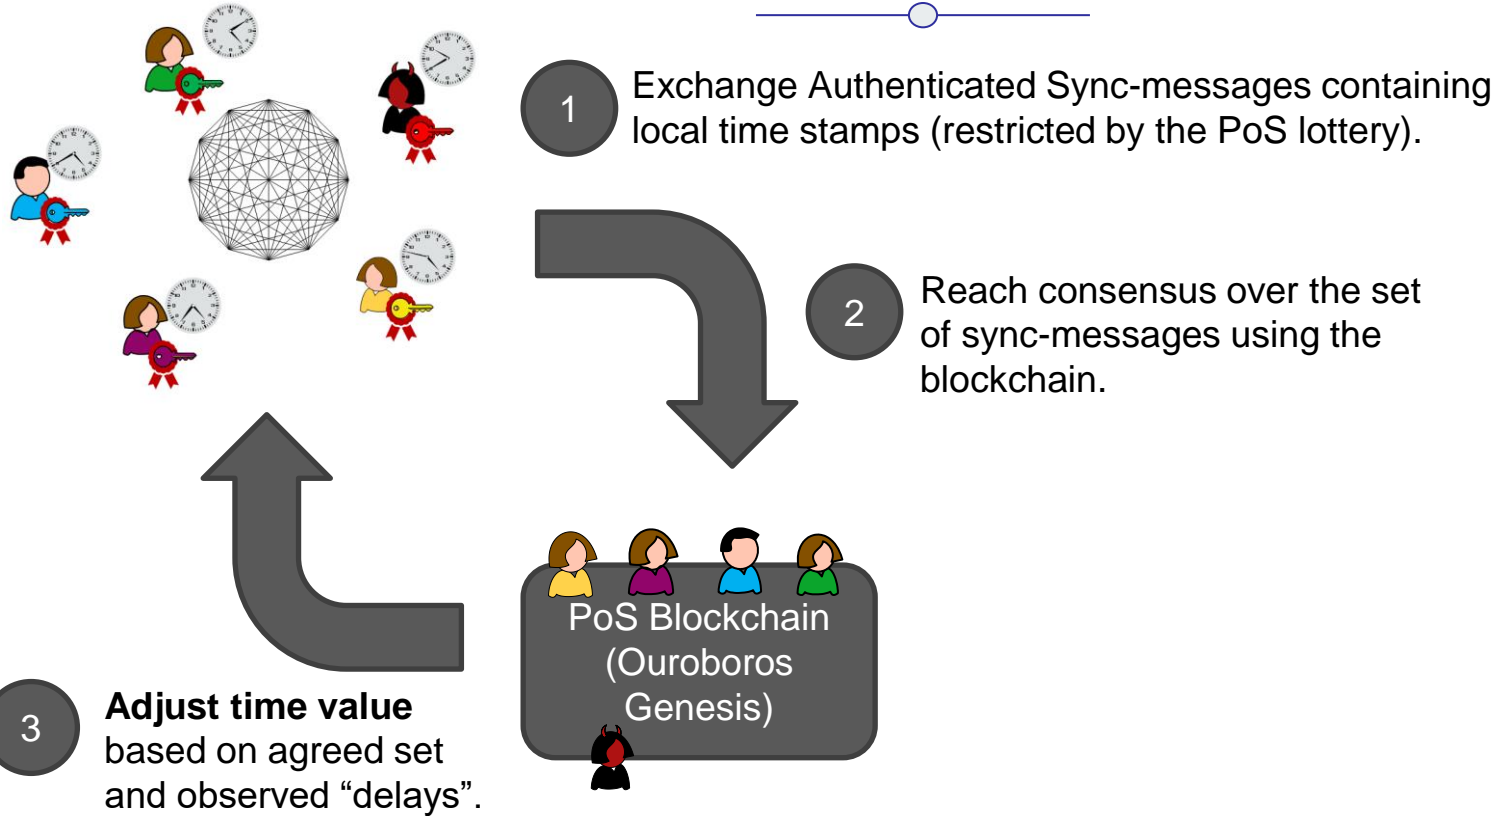 1
Exchange Authenticated Sync-messages containing
local time stamps (restricted by the PoS lottery).
2
Reach consensus over the set
of sync-messages using the
blockchain.
PoS Blockchain
(Ouroboros
Genesis)
3
Adjust time value
based on agreed set
and observed “delays”.